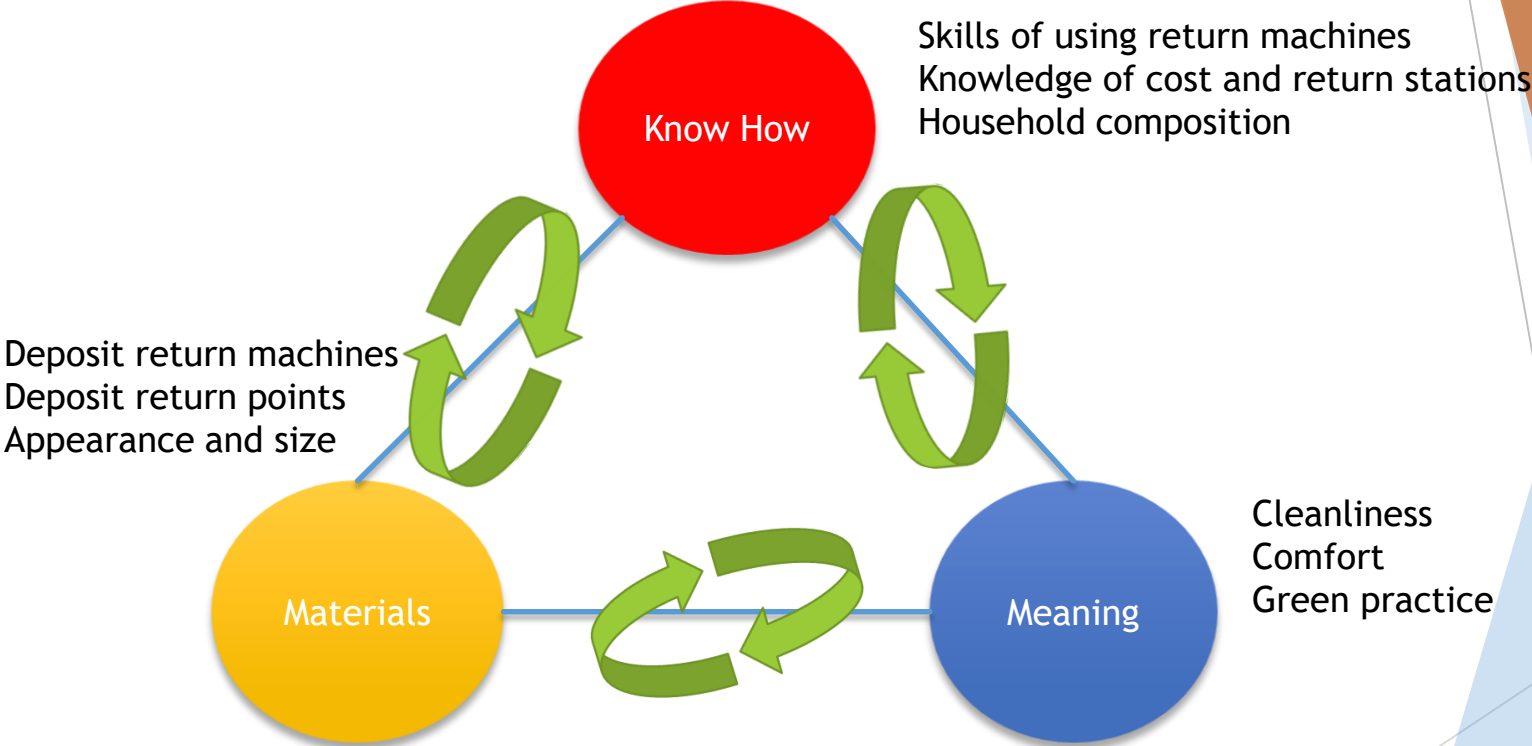 Know How
Skills of using return machines
Knowledge of cost and return stations
Household composition
Deposit return machines
Deposit return points
Appearance and size
Materials
Meaning
Cleanliness
Comfort
Green practice